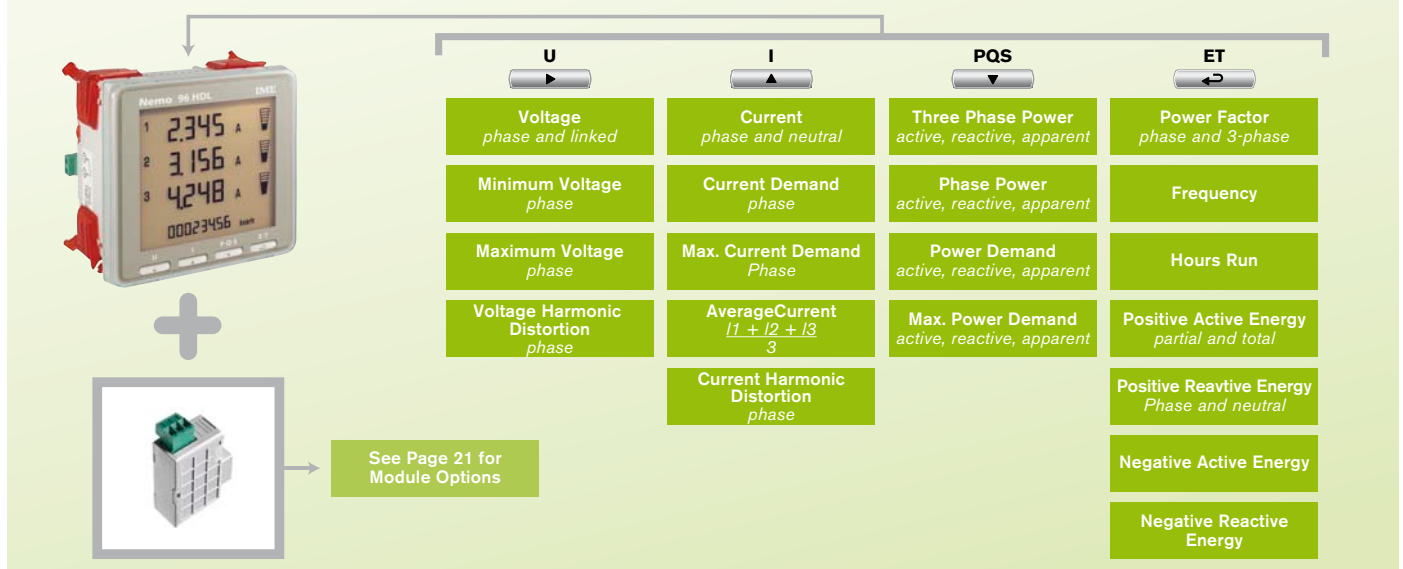 U
I
PQS
ET
Nemo 96 HDL
IME
1 2.345 A
2 3.156 A
3 4.248 A
00023456 kWh
U
I
P-Q-S
E-T
Voltage
phase and linked
Minimum Voltage
phase
Maximum Voltage
phase
Voltage Harmonic
Distortion
phase
Current
phase and neutral
Current Demand
phase
Max. Current Demand
Phase
AverageCurrent
I1 + I2 + I3
3
Current Harmonic
Distortion
phase
Three Phase Power
active, reactive, apparent
Phase Power
active, reactive, apparent
Power Demand
active, reactive, apparent
Max. Power Demand
active, reactive, apparent
Power Factor
phase and 3-phase
Frequency
Hours Run
Positive Active Energy
partial and total
Positive Reavtive Energy
Phase and neutral
Negative Active Energy
Negative Reactive
Energy
See Page 21 for
Module Options